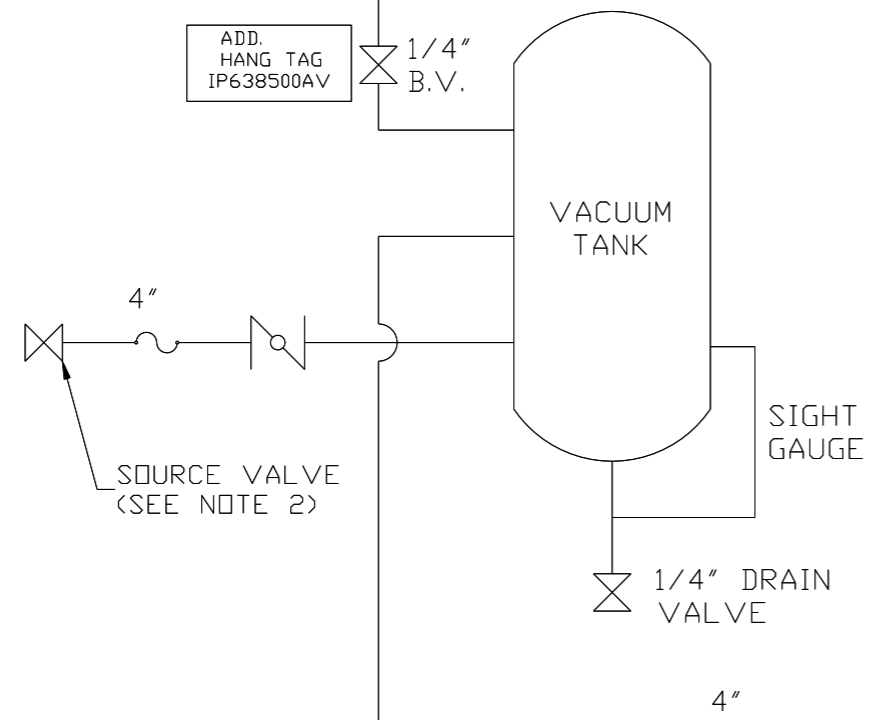 ADD.
HANG TAG
IP638500AV
1/4"
B.V.
VACUUM
TANK
4"
SIGHT
GAUGE
SOURCE VALVE
(SEE NOTE 2)
1/4" DRAIN
VALVE
4"